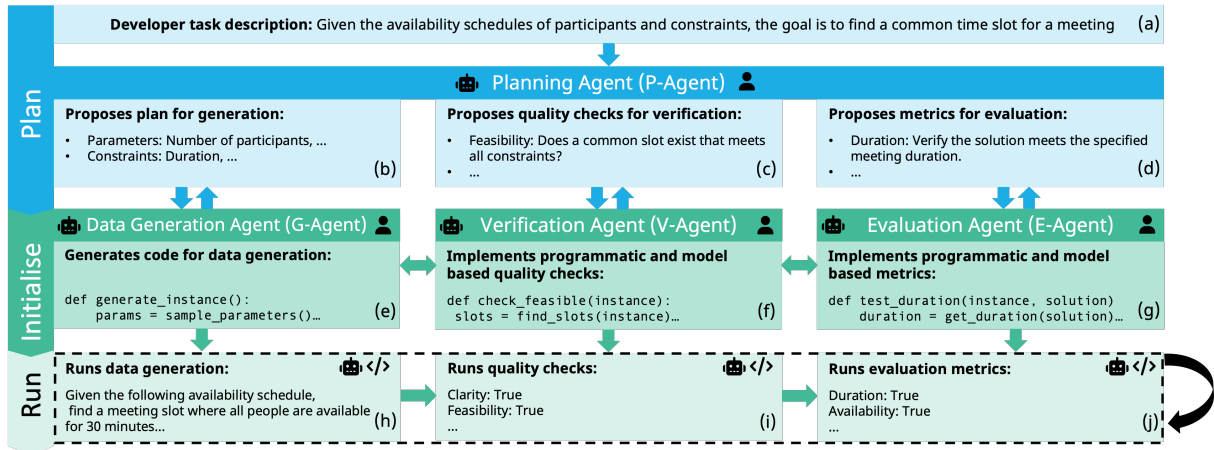 Plan
Initialise
Run
Developer task description: Given the availability schedules of participants and constraints, the goal is to find a common time slot for a meeting (a)
Planning Agent (P-Agent)
Proposes plan for generation:
• Parameters: Number of participants, ...
• Constraints: Duration, ...
(b)
Proposes quality checks for verification:
• Feasibility: Does a common slot exist that meets
all constraints?
• ...
(c)
Proposes metrics for evaluation:
• Duration: Verify the solution meets the specified
meeting duration.
• ...
(d)
Data Generation Agent (G-Agent)
Generates code for data generation:
def generate_instance():
params = sample_parameters()…
(e)
Verification Agent (V-Agent)
Implements programmatic and model
based quality checks:
def check_feasible(instance):
slots = find_slots(instance)…
(f)
Evaluation Agent (E-Agent)
Implements programmatic and model
based metrics:
def test_duration(instance, solution)
duration = get_duration(solution)…
(g)
Runs data generation:
</>
Given the following availability schedule,
find a meeting slot where all people are available
for 30 minutes...
(h)
Runs quality checks:
</>
Clarity: True
Feasibility: True
...
(i)
Runs evaluation metrics:
</>
Duration: True
Availability: True
...
(j)